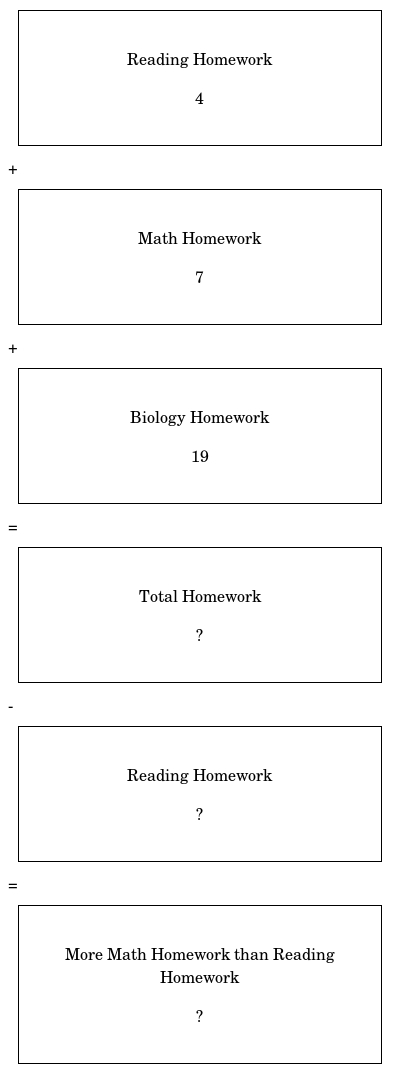 Reading Homework
4
+
Math Homework
7
+
Biology Homework
19
=
Total Homework
?
-
Reading Homework
?
=
More Math Homework than Reading
Homework
?